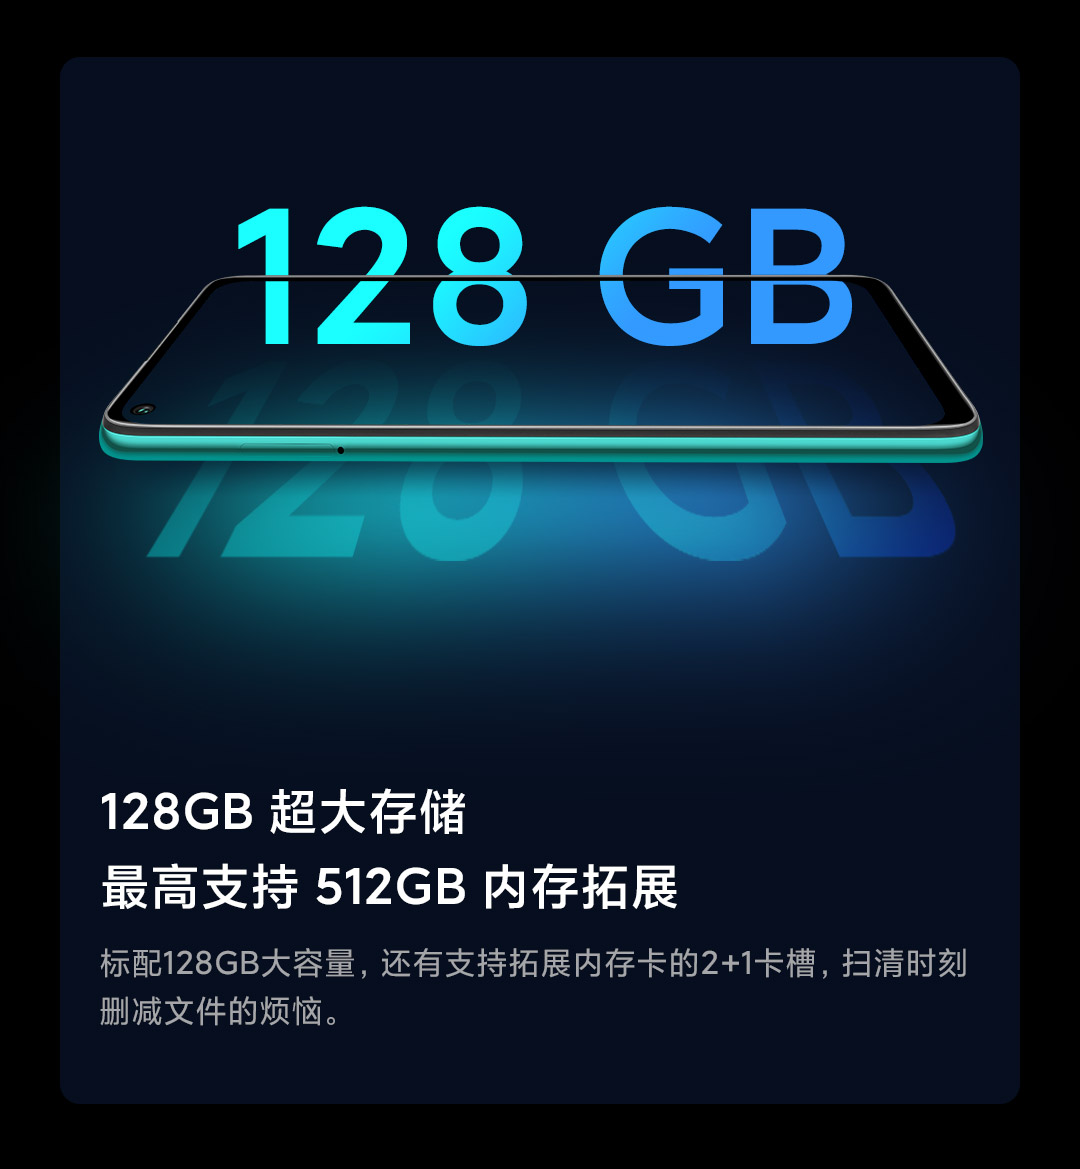 128 GB
128 GB
128GB 超大存储
最高支持 512GB 内存拓展
标配128GB大容量，还有支持拓展内存卡的2+1卡槽，扫清时刻
删减文件的烦恼。